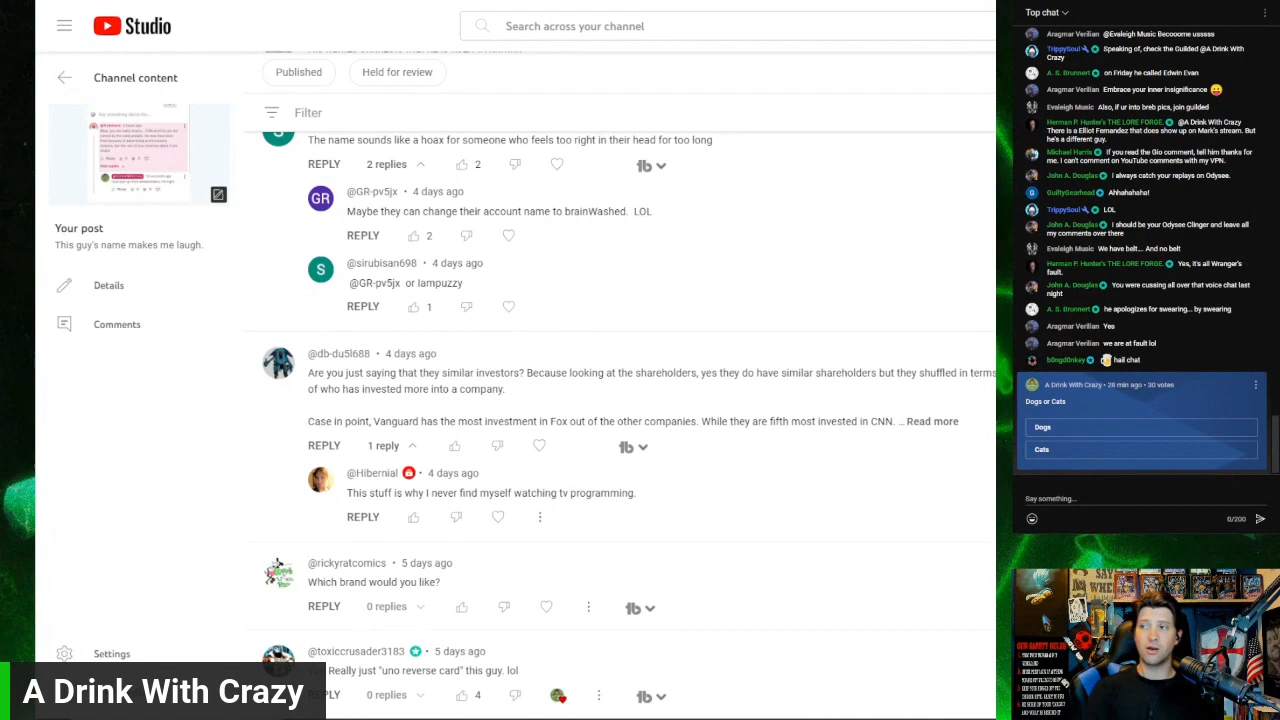 Studio
Search across your channel
Channel content
Your post
This guy's name makes me laugh.
Details
Comments
Settings
Published
Held for review
Filter
The name sddfnds like a hoax for someone who feels too right in their head for too long
REPLY 2 replies 2
GR @GR-pv5jx • 4 days ago
Maybe they can change their account name to brainWashed. LOL
REPLY 2
S @sirubisan698 • 4 days ago
@GR-pv5jx or lampuzzy
REPLY 1
@db-du5l688 • 4 days ago
Are you just saying that they similar investors? Because looking at the shareholders, yes they do have similar shareholders but they shuffled in terms
of who has invested more into a company.
Case in point, Vanguard has the most investment in Fox out of the other companies. While they are fifth most invested in CNN. ... Read more
REPLY 1 reply
@Hibernial • 4 days ago
This stuff is why I never find myself watching tv programming.
REPLY
@rickyratcomics • 5 days ago
Which brand would you like?
REPLY 0 replies
@toxiccrusader3183 • 5 days ago
Really just "uno reverse card" this guy. lol
0 replies 4
A Drink With Crazy
Top chat
Aragmar Verilian @Evaleigh Music Becooome usssss
TrippySoul Speaking of, check the Guilded @A Drink With
Crazy
A. S. Brunnert on Friday he called Edwin Evan
Aragmar Verilian Embrace your inner insignificance
Evaleigh Music Also, if ur into breb pics, join guilded
Herman P. Hunter's THE LORE FORGE. @A Drink With Crazy
There is a Elliot Fernandez that does show up on Mark's stream. But
he's a different guy.
Michael Harris If you read the Gio comment, tell him thanks for
me. I can't comment on YouTube comments with my VPN.
John A. Douglas I always catch your replays on Odysee.
G GuiltyGearhead Ahhahahaha!
TrippySoul LOL
John A. Douglas I should be your Odysee Clinger and leave all
my comments over there
Evaleigh Music We have belt.... And no belt
Herman P. Hunter's THE LORE FORGE. Yes, it's all Wranger's
fault.
John A. Douglas You were cussing all over that voice chat last
night
A. S. Brunnert he apologizes for swearing... by swearing
Aragmar Verilian Yes
Aragmar Verilian we are at fault lol
b0ngd0nkey hail chat
A Drink With Crazy • 28 min ago • 30 votes
Dogs or Cats
Dogs
Cats
Say something...
0/200